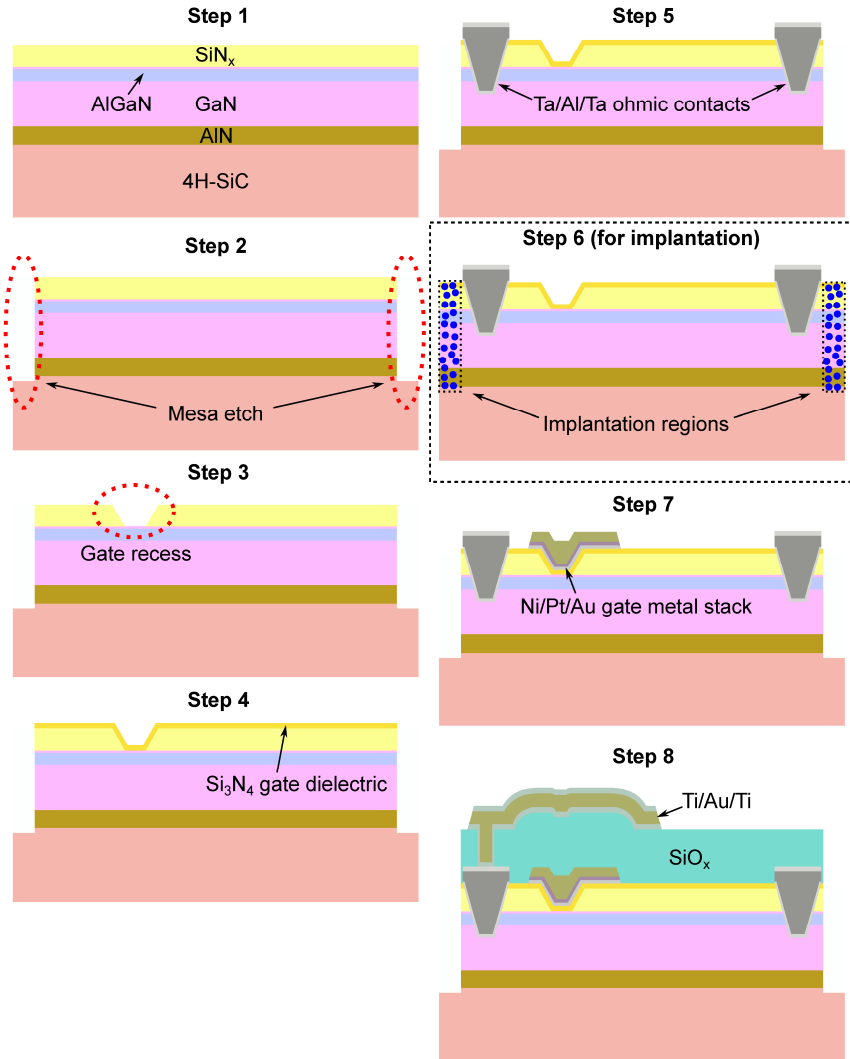 Step 1
SiNₓ
AlGaN
GaN
AlN
4H-SiC
Step 2
Mesa etch
Step 3
Gate recess
Step 4
Si₃N₄ gate dielectric
Step 5
Ta/Al/Ta ohmic contacts
Step 6 (for implantation)
Implantation regions
Step 7
Ni/Pt/Au gate metal stack
Step 8
Ti/Au/Ti
SiOₓ